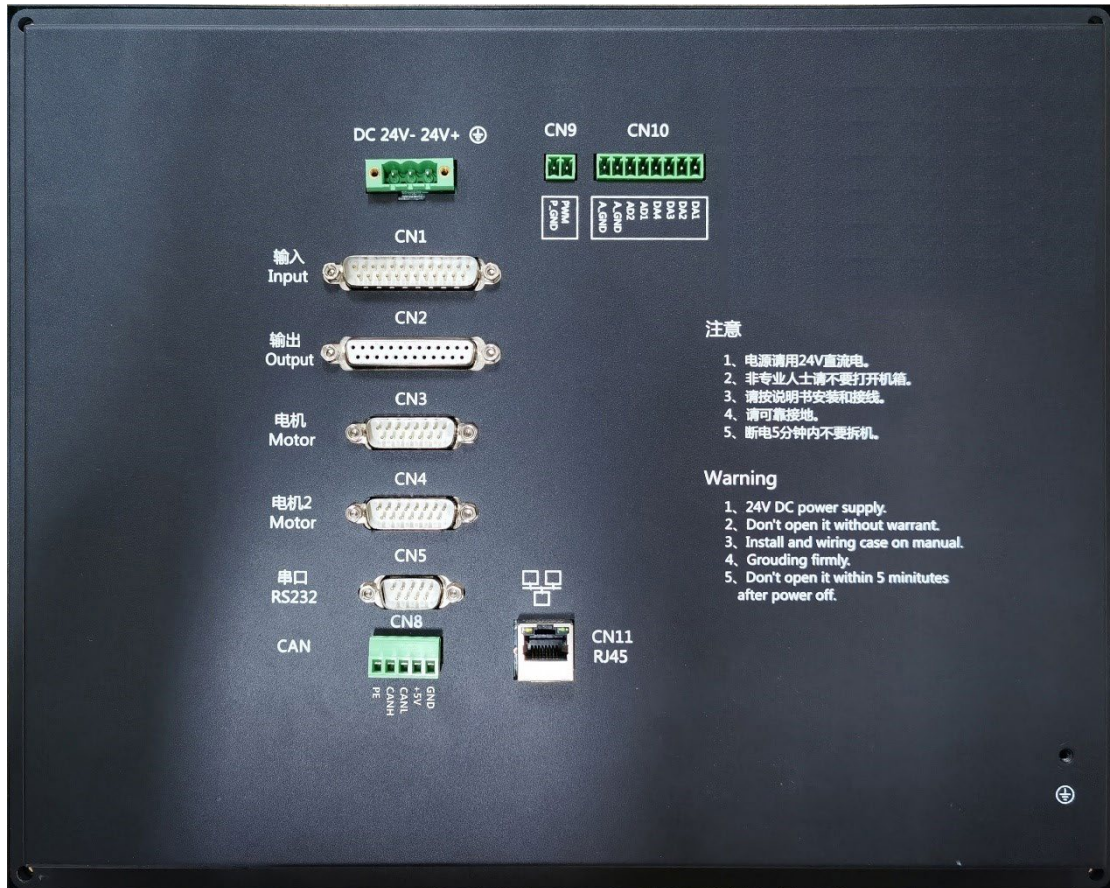 DC 24V- 24V+
CN9
CN10
PWM
P_GND
DA1
DA2
DA3
DA4
AD1
AD2
A_GND
A_GND
CN1
输入
Input
CN2
输出
Output
CN3
电机
Motor
CN4
电机2
Motor
CN5
串口
RS232
CN8
CAN
GND
+5V
CANL
CANH
PE
CN11
RJ45
注意
1、电源请用24V直流电。
2、非专业人士请不要打开机箱。
3、请按说明书安装和接线。
4、请可靠接地。
5、断电5分钟内不要拆机。
Warning
1、24V DC power supply.
2、Don't open it without warrant.
3、Install and wiring case on manual.
4、Grouding firmly.
5、Don't open it within 5 minitutes
after power off.